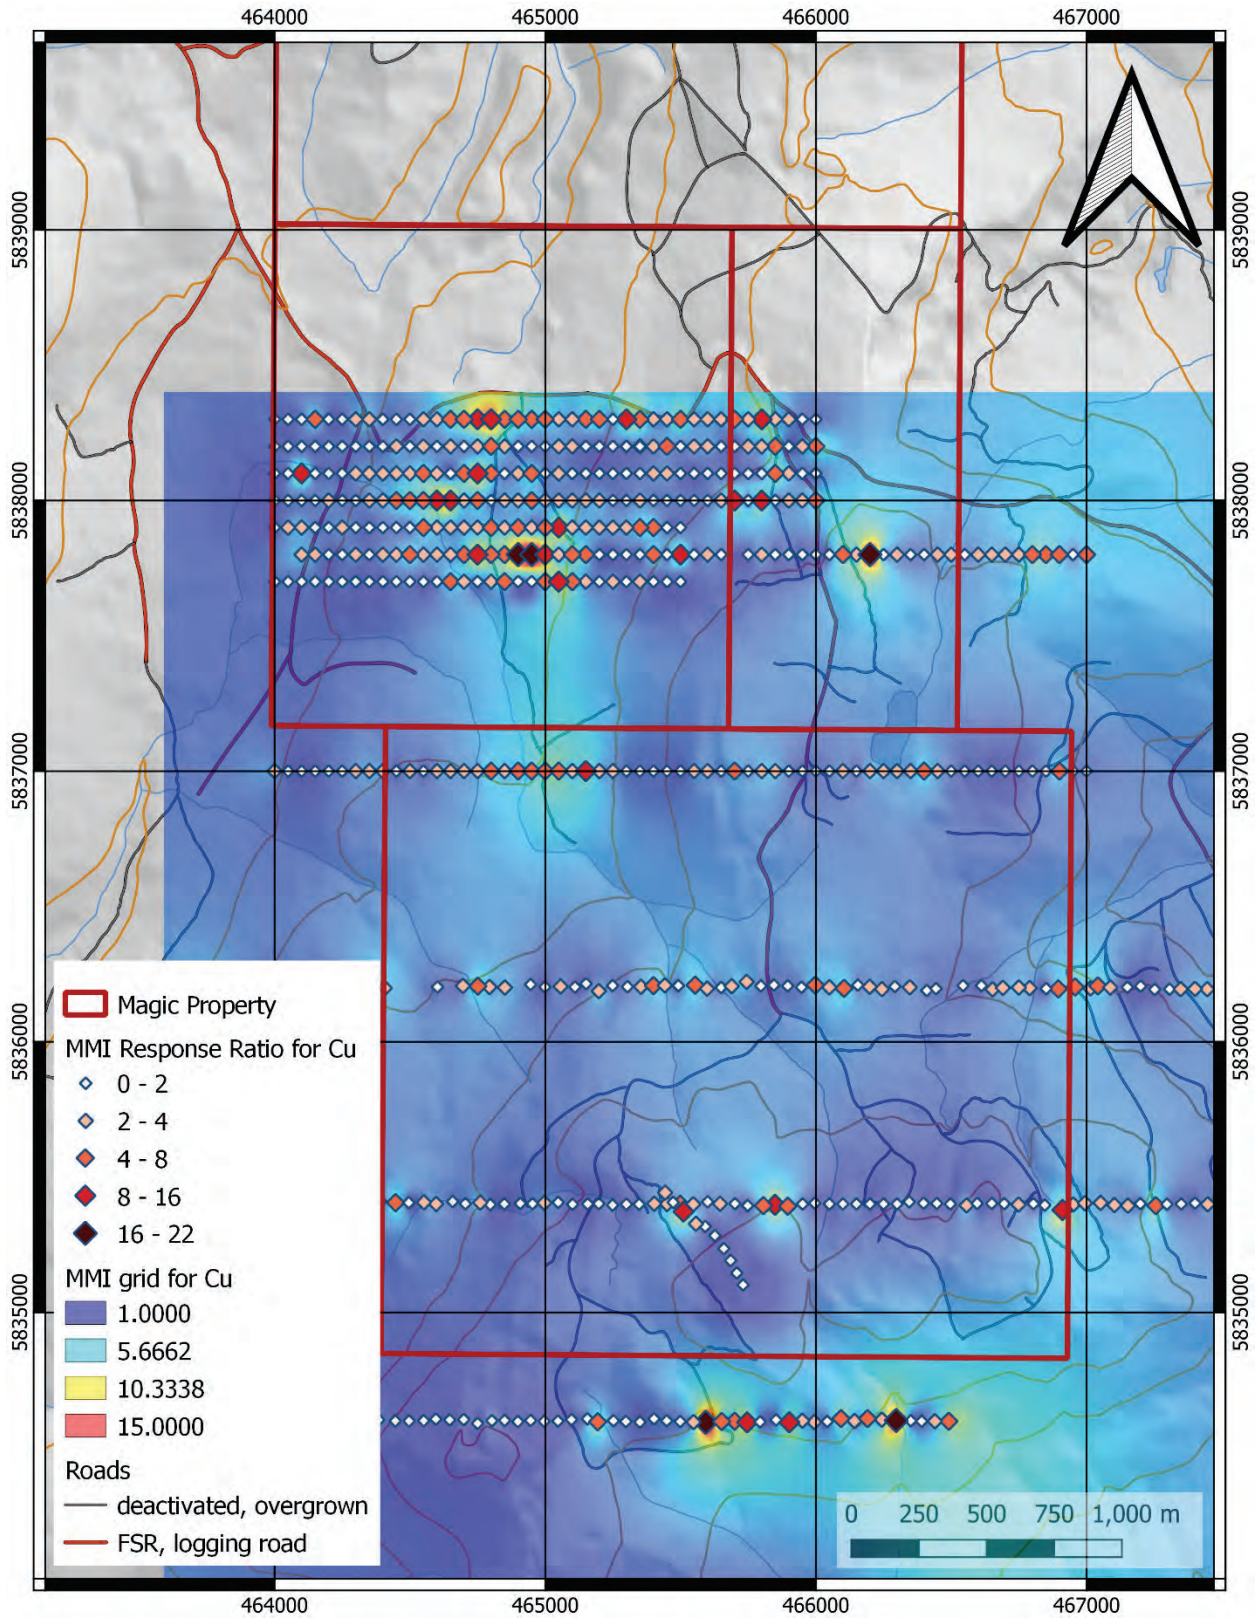 464000 465000 466000 467000
5839000 5839000
5838000 5838000
5837000 5837000
5836000 5836000
5835000 5835000
Magic Property
MMI Response Ratio for Cu
0 - 2
2 - 4
4 - 8
8 - 16
16 - 22
MMI grid for Cu
1.0000
5.6662
10.3338
15.0000
Roads
deactivated, overgrown
FSR, logging road
0 250 500 750 1,000 m
464000 465000 466000 467000